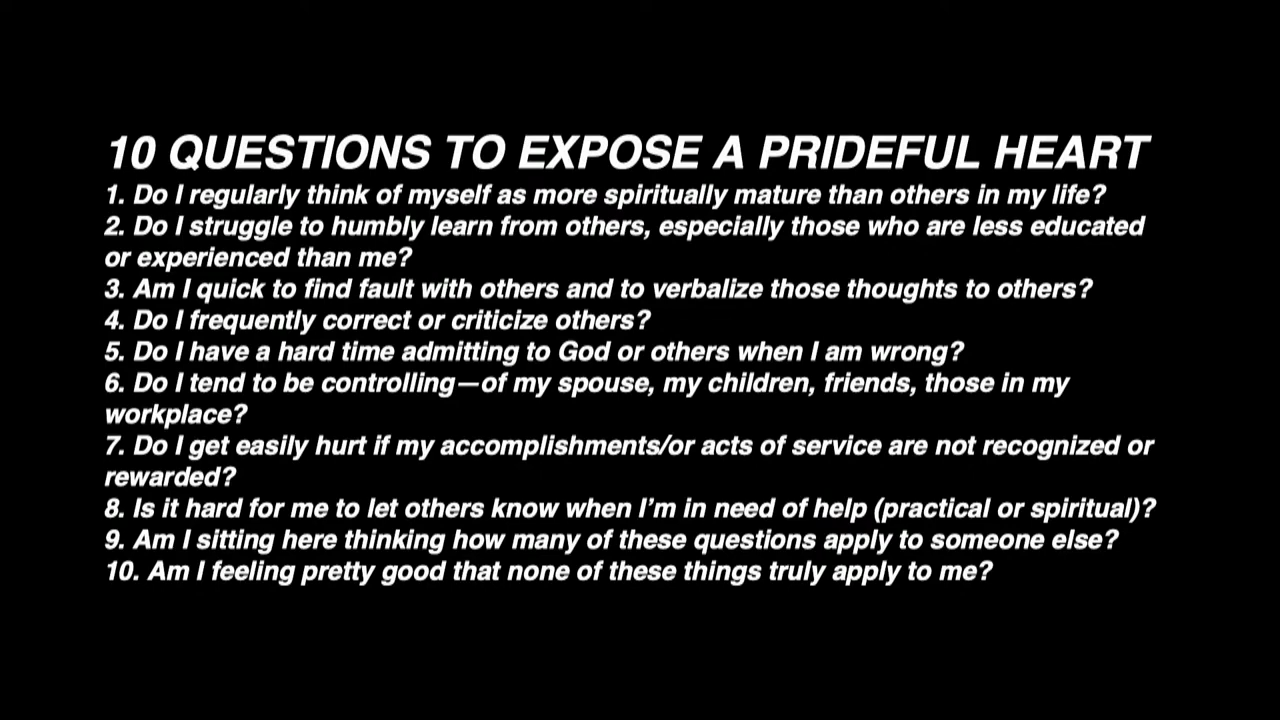 10 QUESTIONS TO EXPOSE A PRIDEFUL HEART
1. Do I regularly think of myself as more spiritually mature than others in my life?
2. Do I struggle to humbly learn from others, especially those who are less educated
or experienced than me?
3. Am I quick to find fault with others and to verbalize those thoughts to others?
4. Do I frequently correct or criticize others?
5. Do I have a hard time admitting to God or others when I am wrong?
6. Do I tend to be controlling—of my spouse, my children, friends, those in my
workplace?
7. Do I get easily hurt if my accomplishments/or acts of service are not recognized or
rewarded?
8. Is it hard for me to let others know when I’m in need of help (practical or spiritual)?
9. Am I sitting here thinking how many of these questions apply to someone else?
10. Am I feeling pretty good that none of these things truly apply to me?